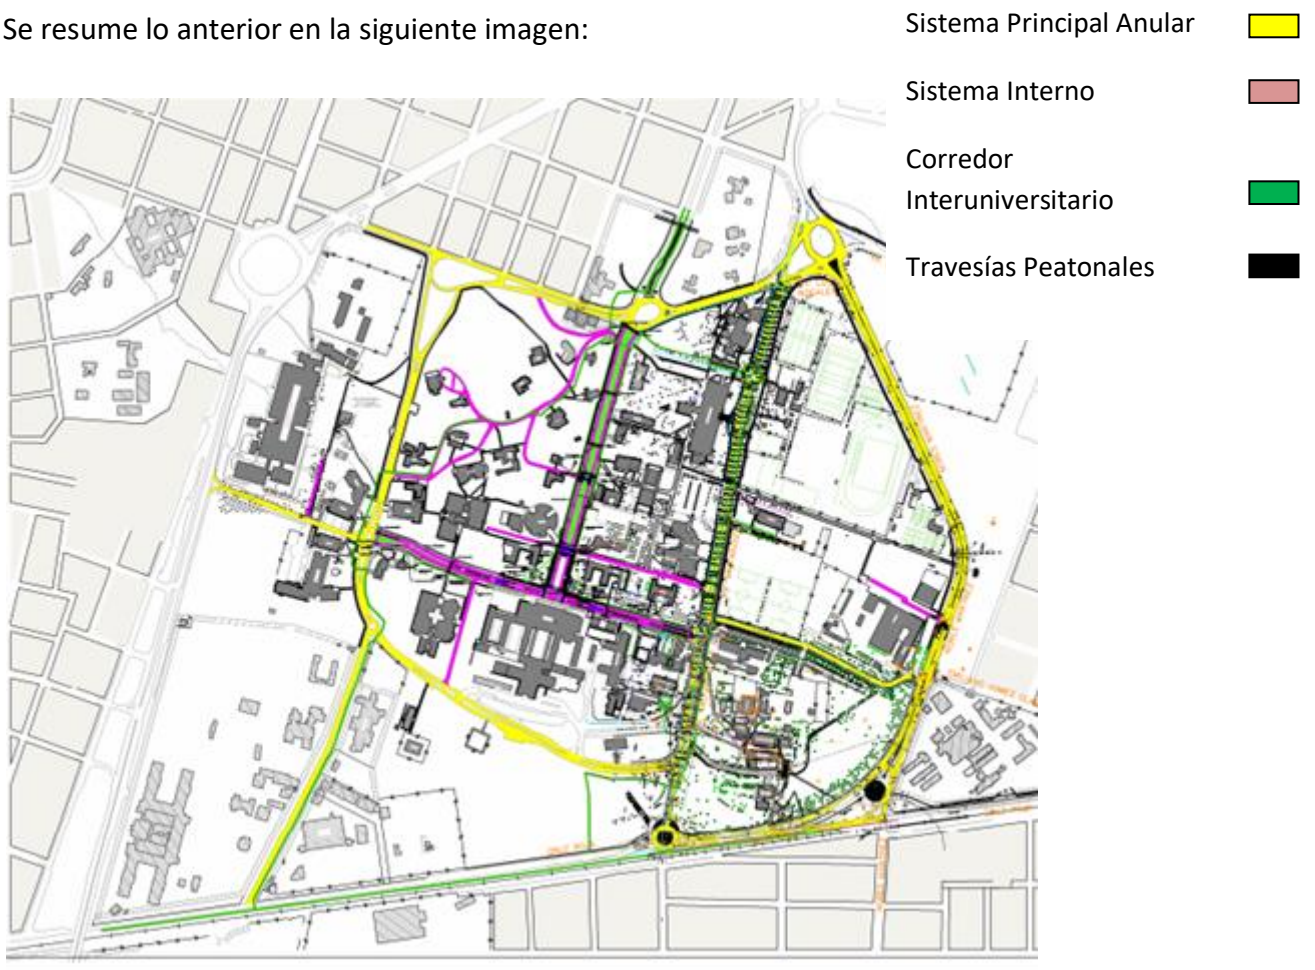 Se resume lo anterior en la siguiente imagen:
Sistema Principal Anular
Sistema Interno
Corredor
Interuniversitario
Travesías Peatonales